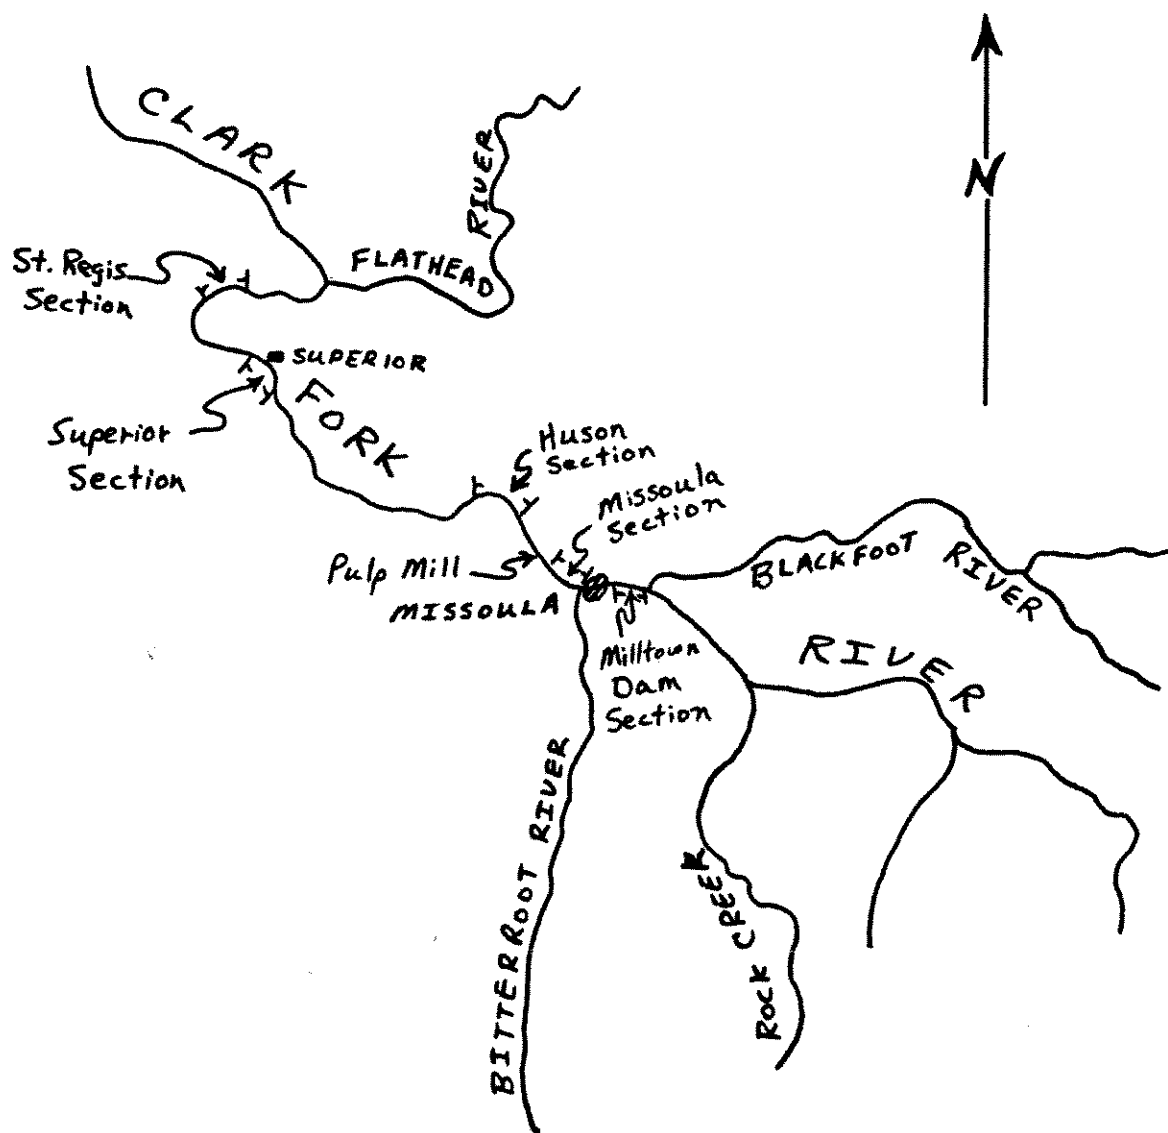 CLARK
FORK
RIVER
FLATHEAD
RIVER
N
St. Regis
Section
SUPERIOR
Superior
Section
Huson
Section
Missoula
Section
Pulp Mill
MISSOULA
BLACKFOOT
RIVER
Milltown
Dam
Section
BITTERROOT RIVER
ROCK CREEK